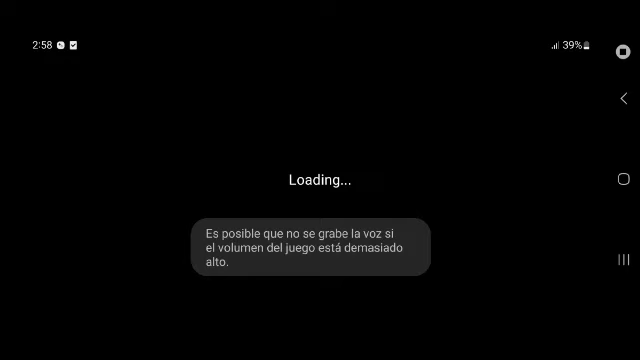 2:58
39%
Loading...
Es posible que no se grabe la voz si
el volumen del juego está demasiado
alto.